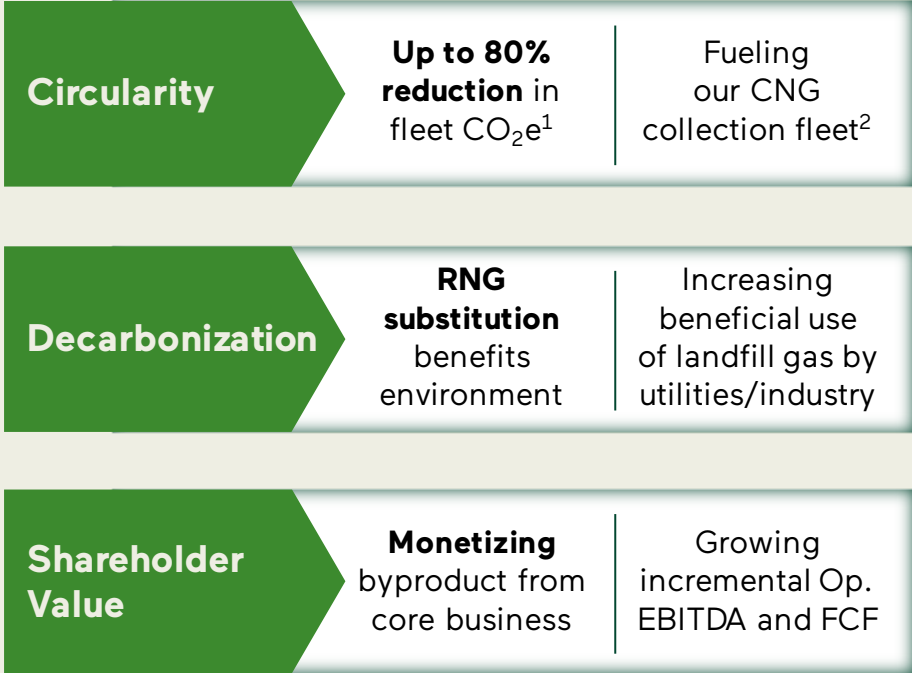 Circularity
Up to 80%
reduction in
fleet CO₂e¹
Fueling
our CNG
collection fleet²
Decarbonization
RNG
substitution
benefits
environment
Increasing
beneficial use
of landfill gas by
utilities/industry
Shareholder
Value
Monetizing
byproduct from
core business
Growing
incremental Op.
EBITDA and FCF